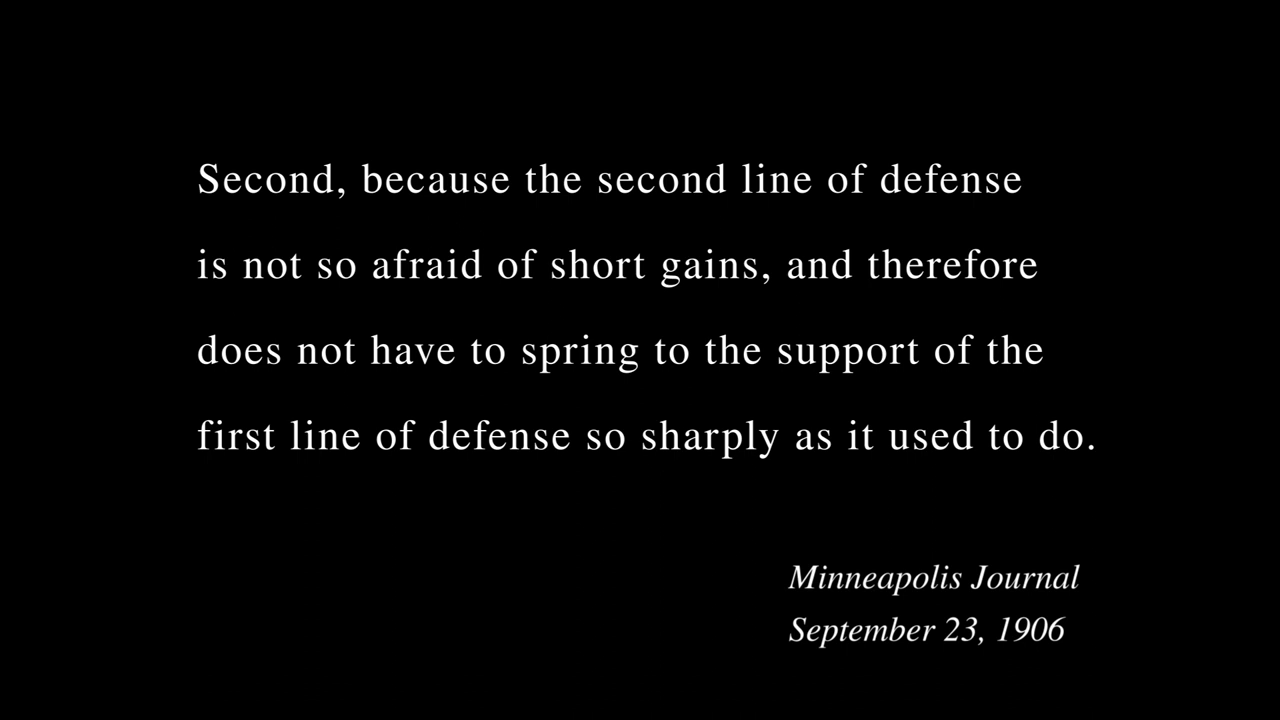 Second, because the second line of defense
is not so afraid of short gains, and therefore
does not have to spring to the support of the
first line of defense so sharply as it used to do.
Minneapolis Journal
September 23, 1906